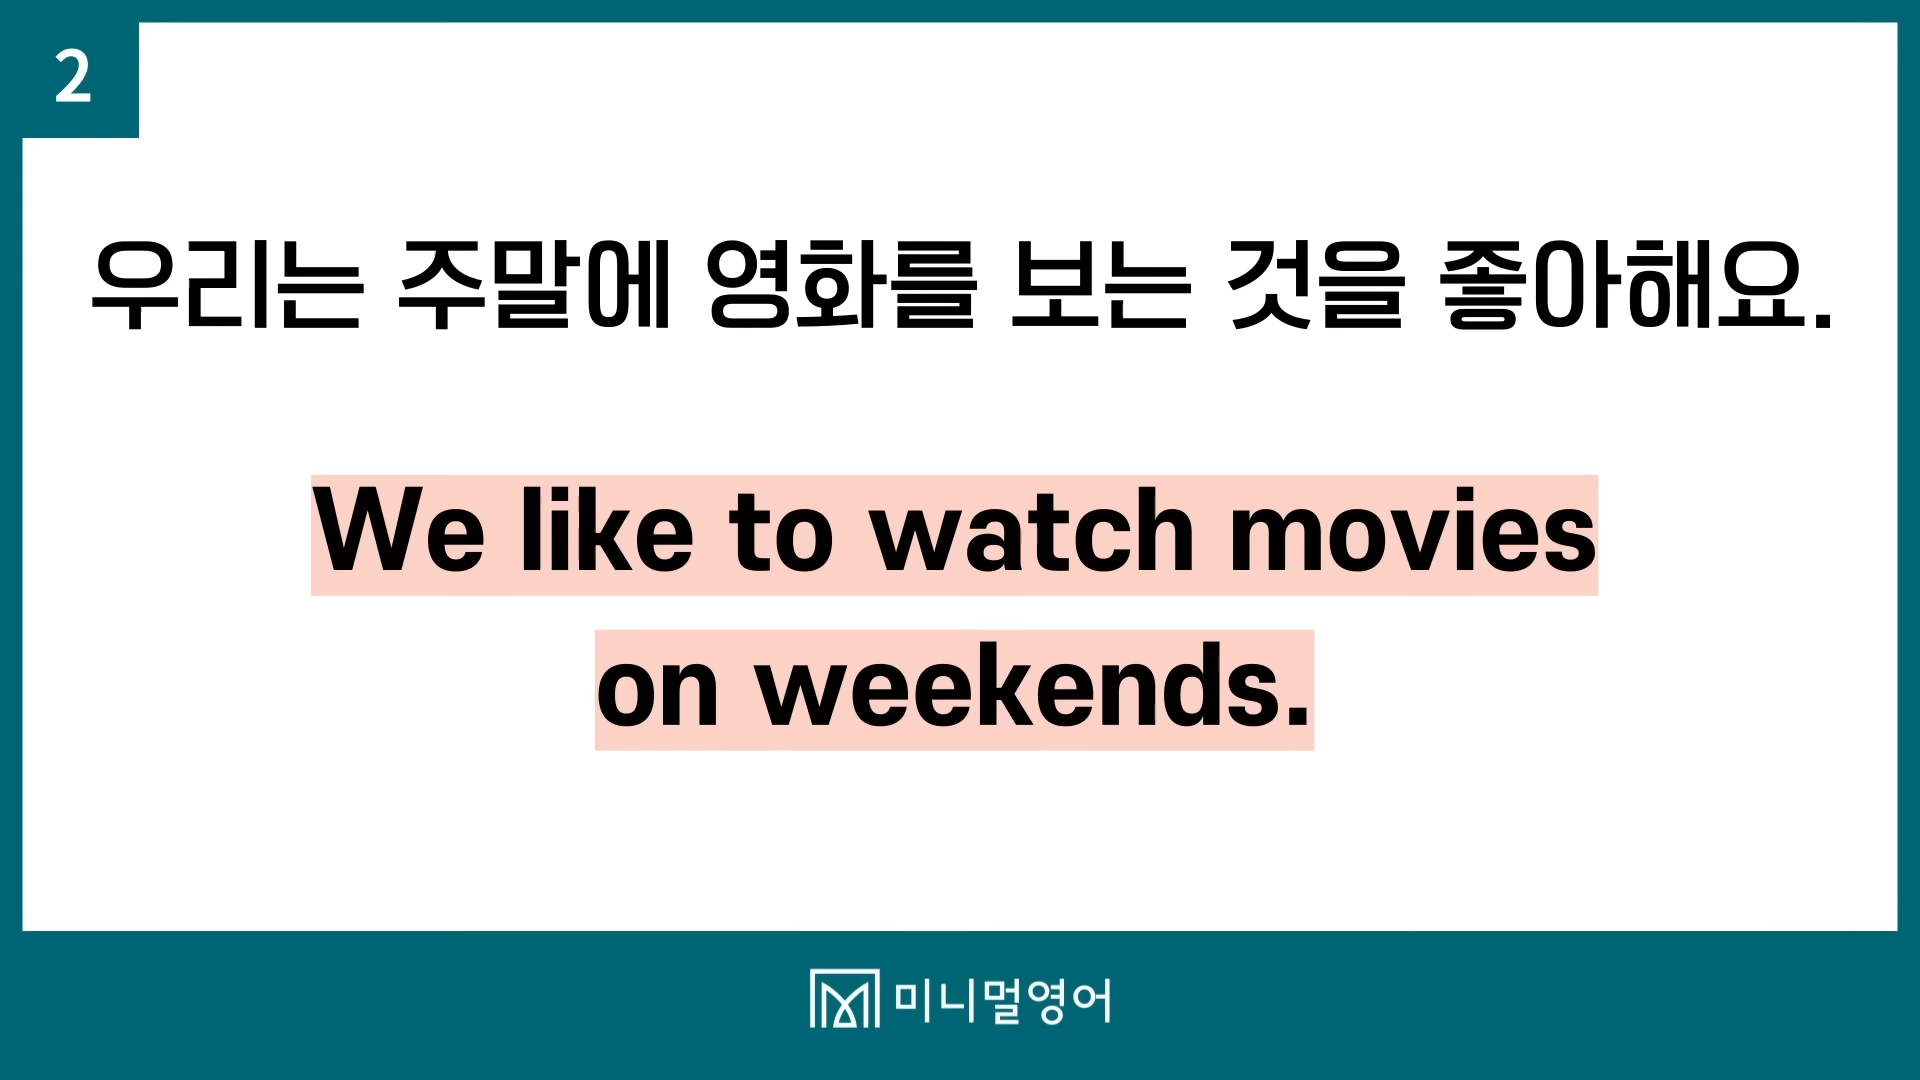 2
우리는 주말에 영화를 보는 것을 좋아해요.
We like to watch movies
on weekends.
미니멀영어